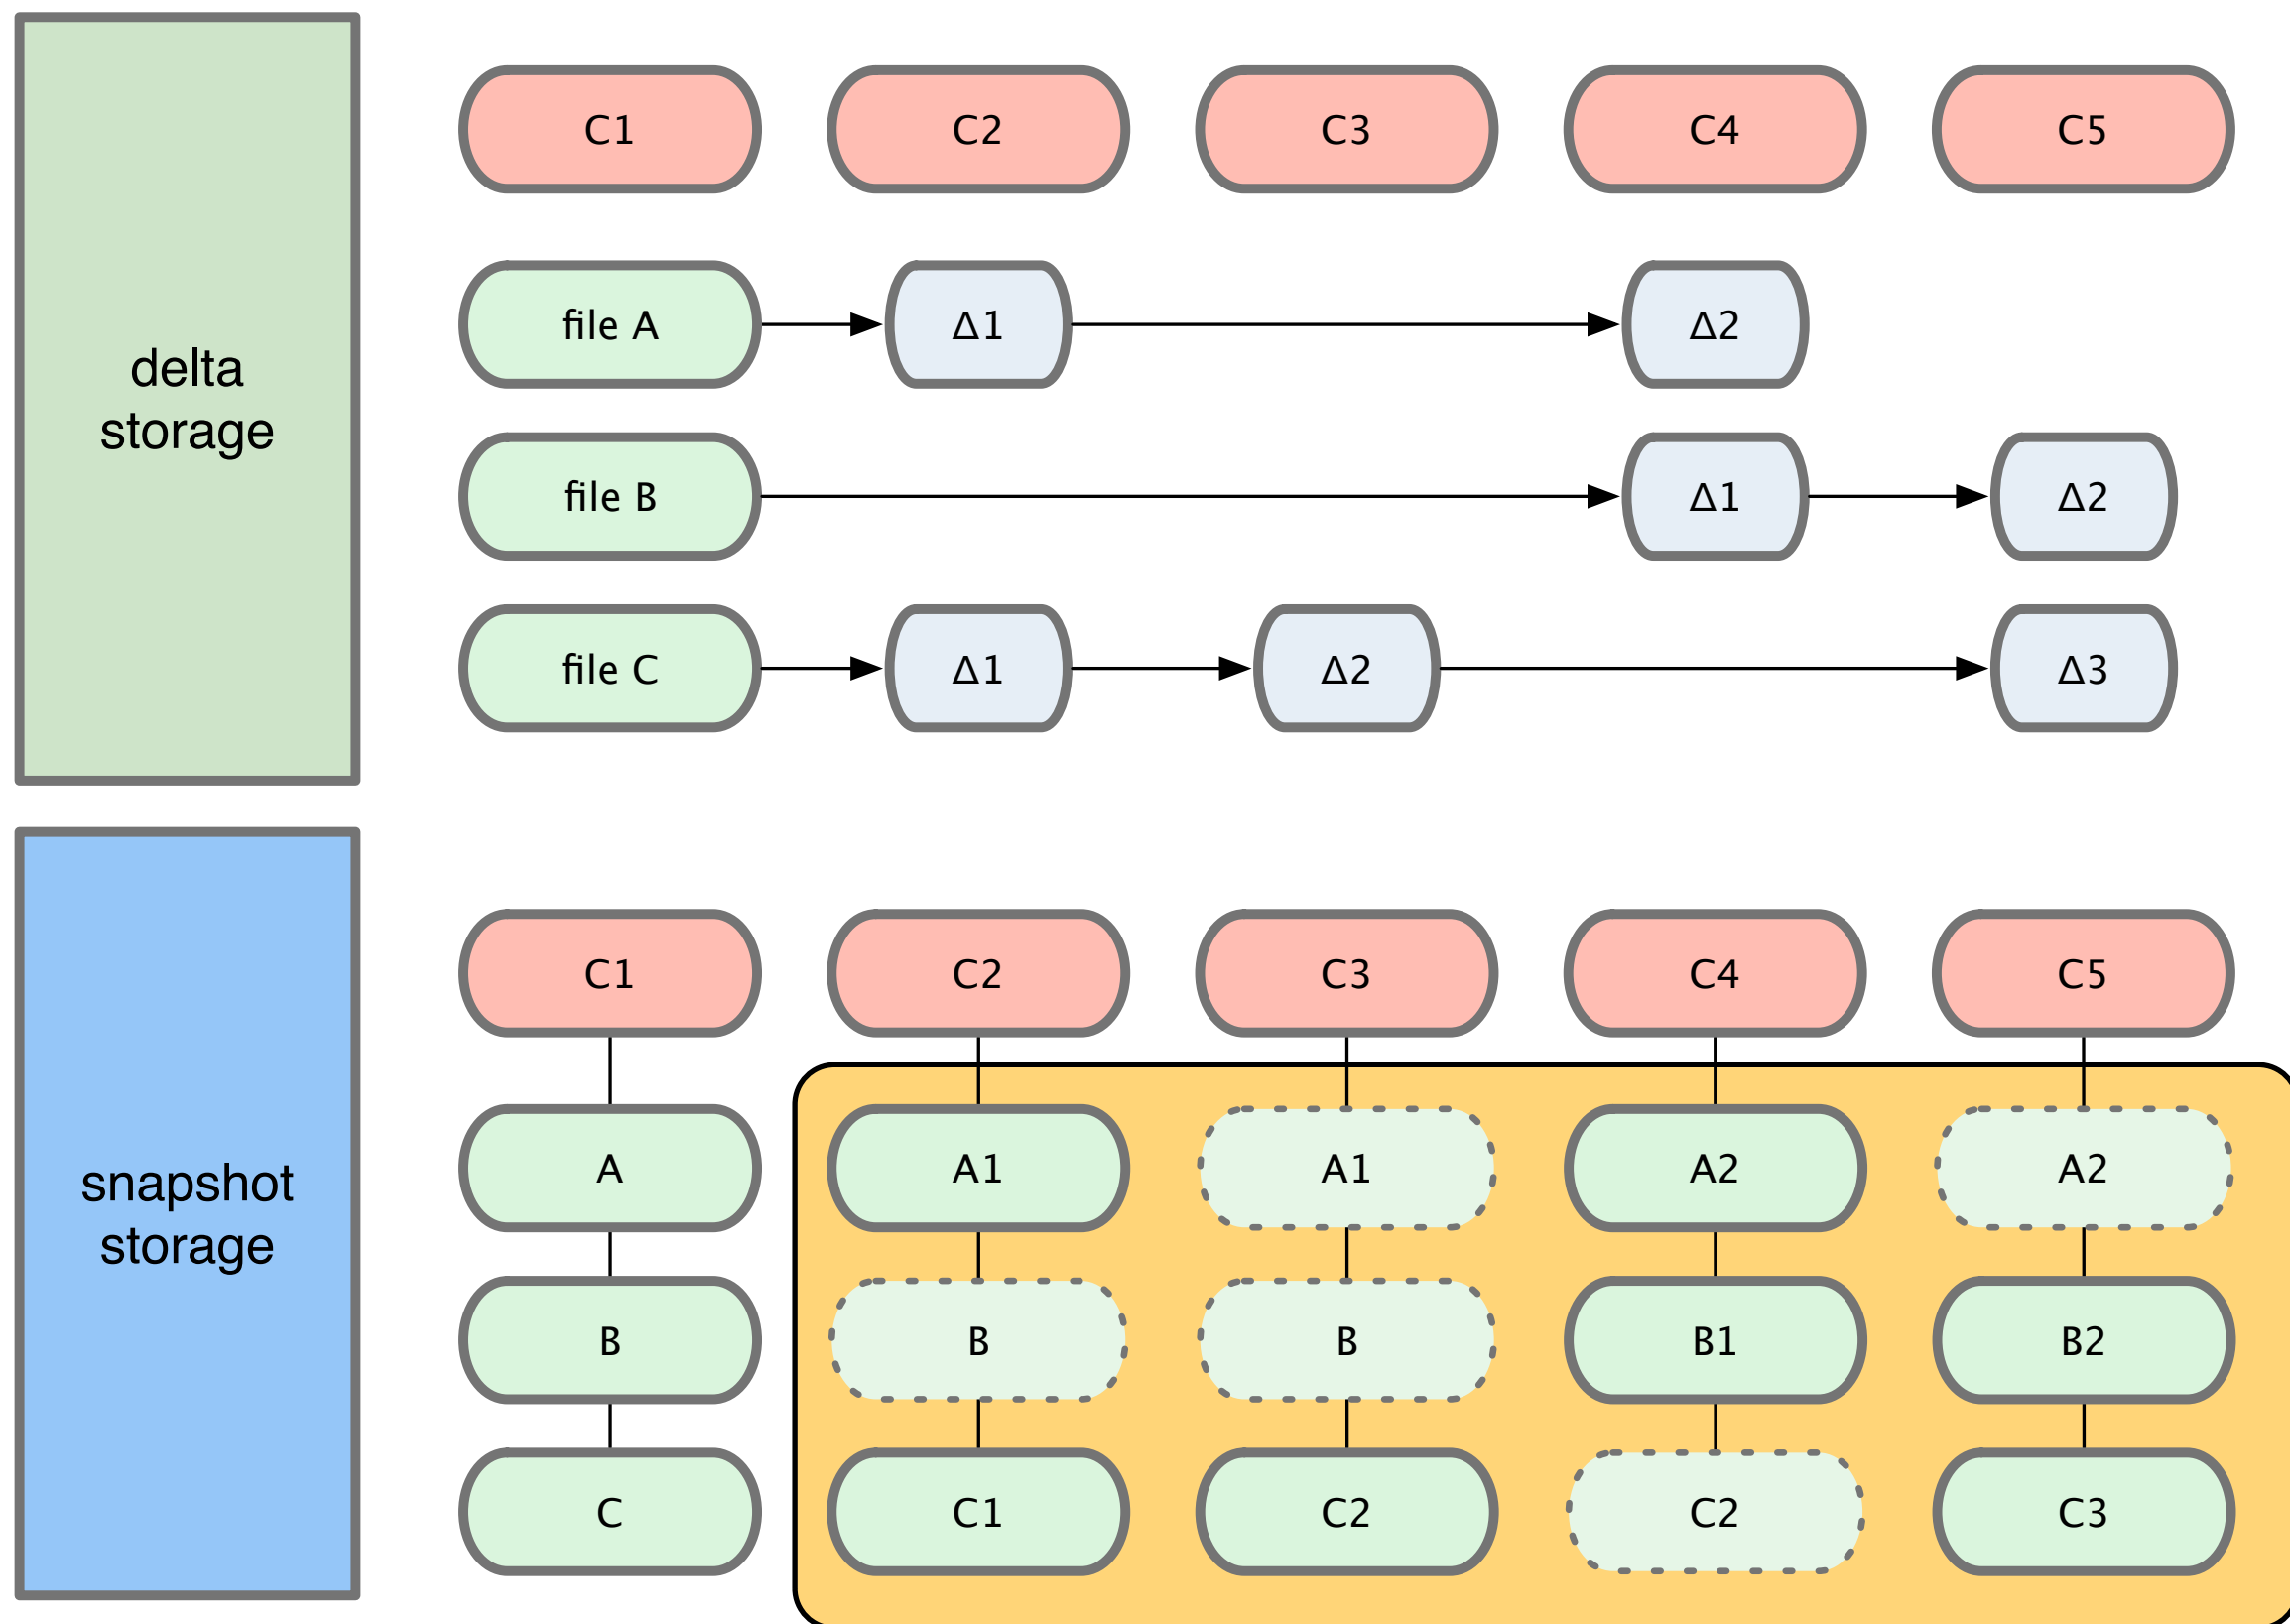 delta
storage
C1 C2 C3 C4 C5
file A Δ1 Δ2
file B Δ1 Δ2
file C Δ1 Δ2 Δ3
snapshot
storage
C1 C2 C3 C4 C5
A A1 A1 A2 A2
B B B B1 B2
C C1 C2 C2 C3